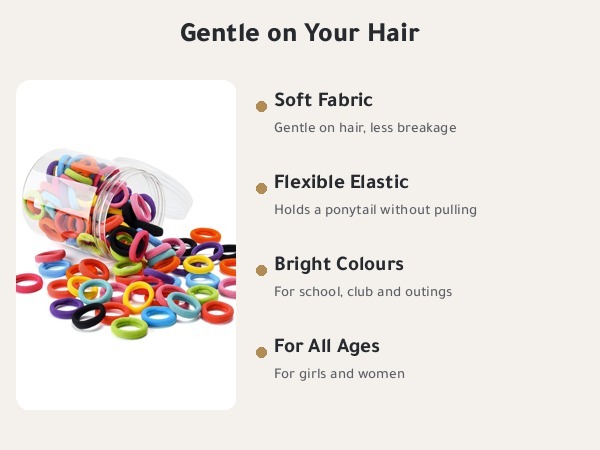 Gentle on Your Hair
Soft Fabric
Gentle on hair, less breakage
Flexible Elastic
Holds a ponytail without pulling
Bright Colours
For school, club and outings
For All Ages
For girls and women